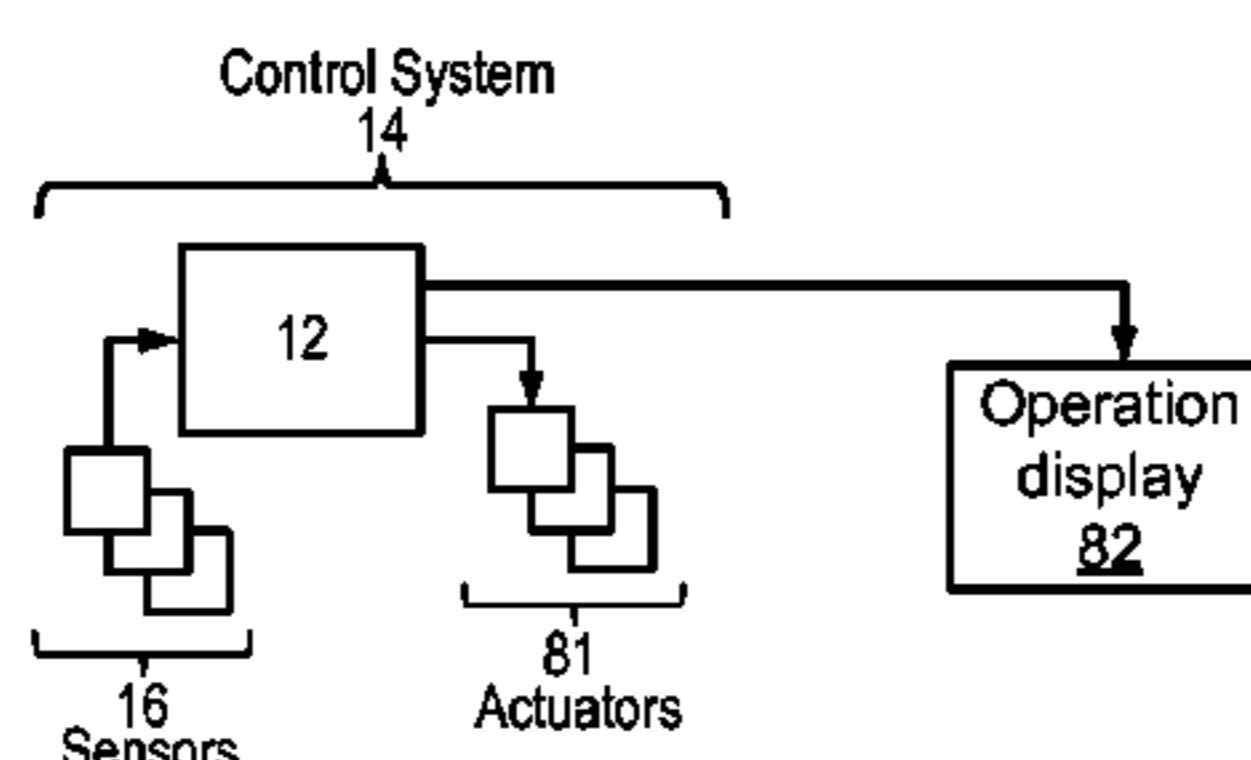 Control System
14
12
Operation
display
82
81
Actuators
16
Sensors